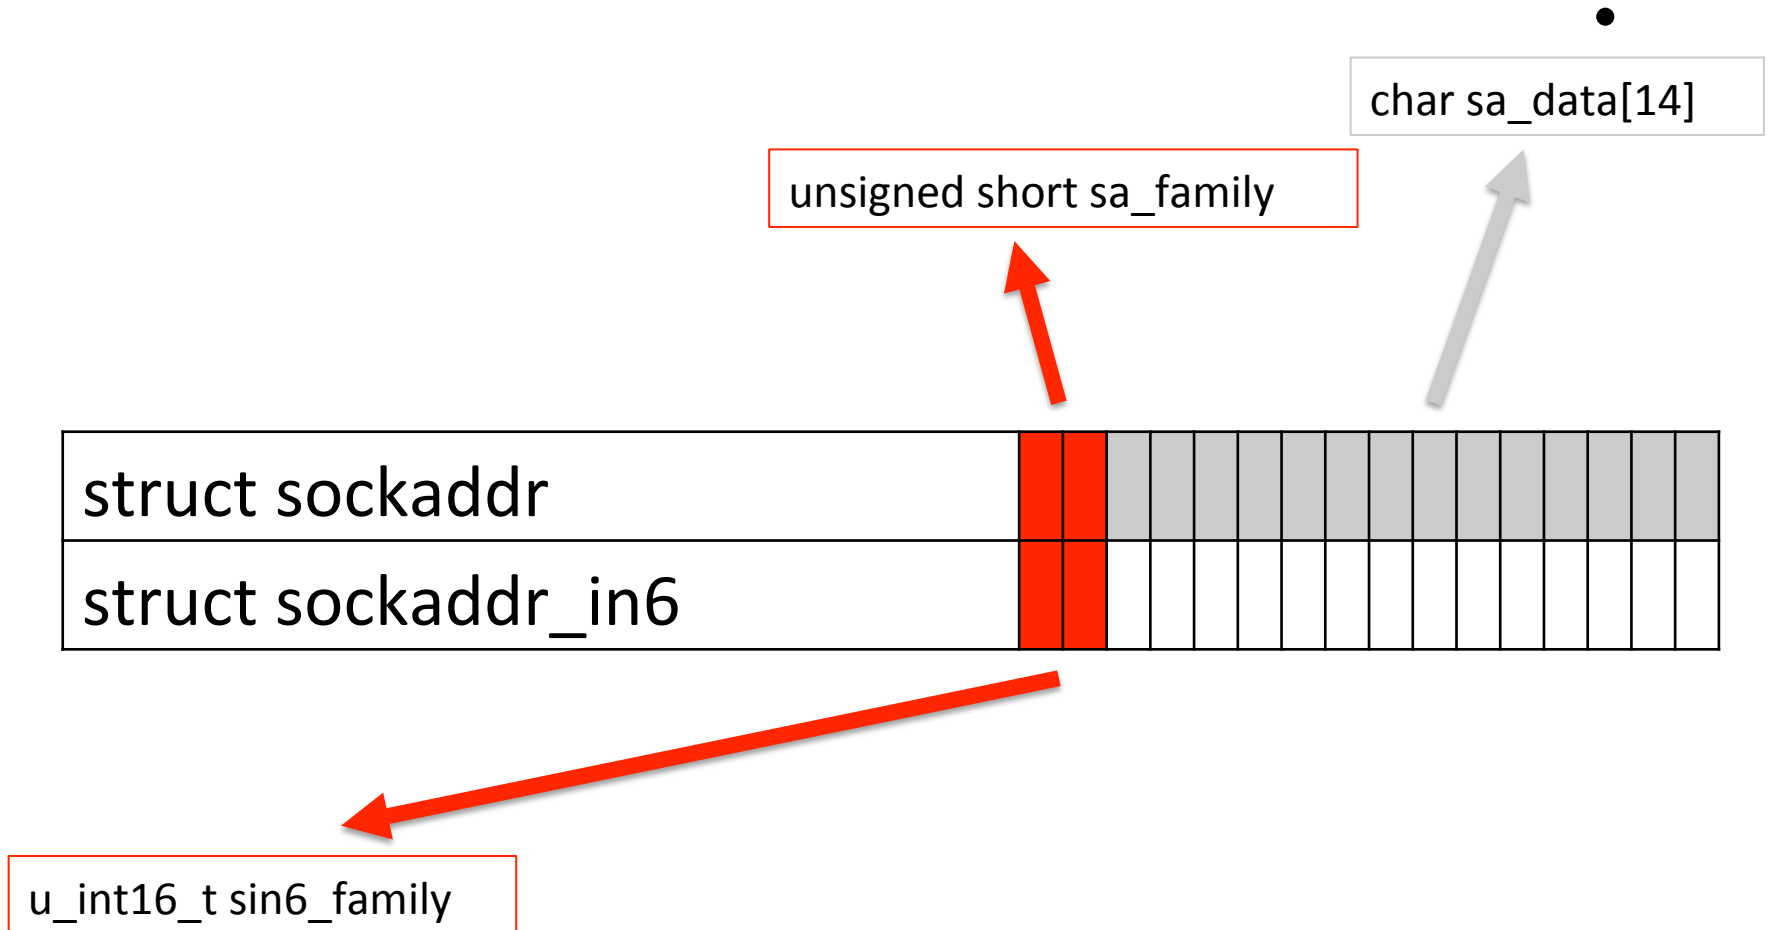 char sa_data[14]
unsigned short sa_family
struct sockaddr
struct sockaddr_in6
u_int16_t sin6_family